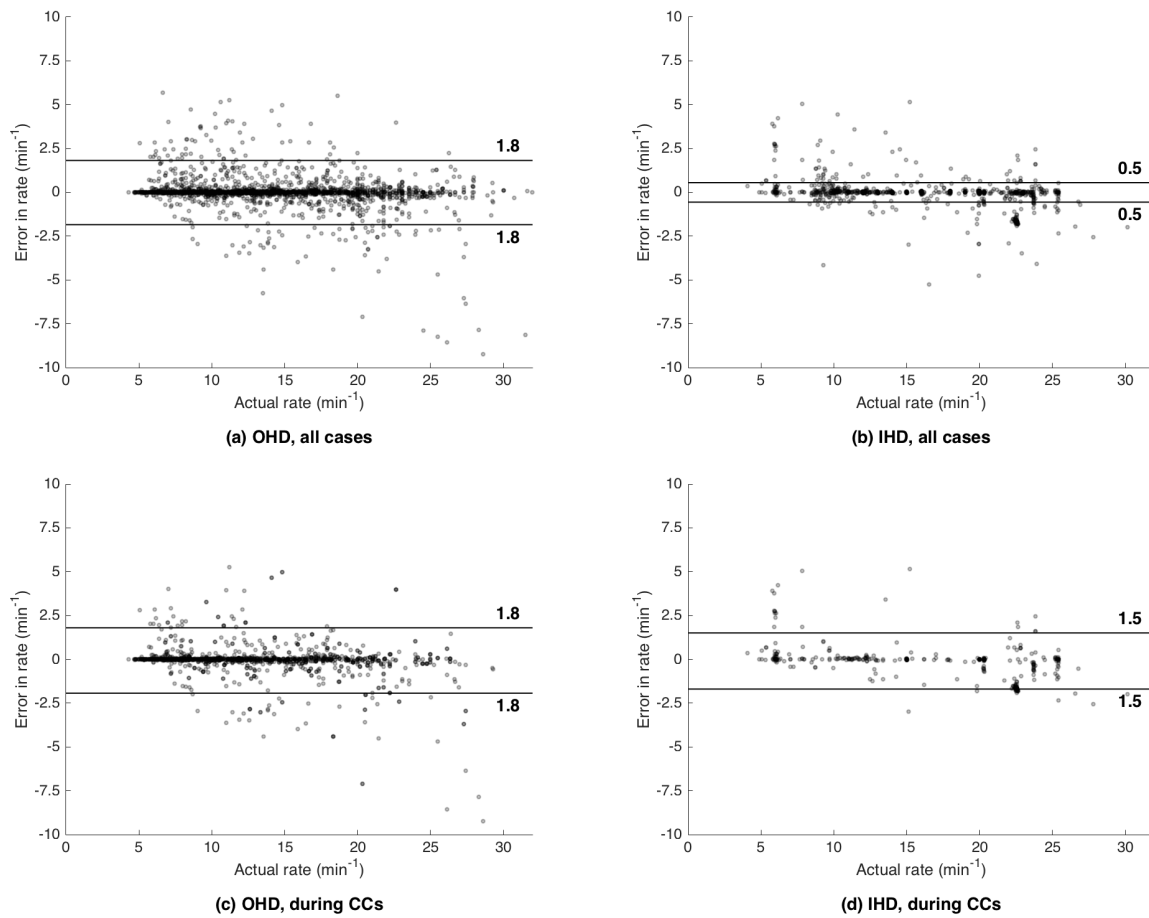 10
7.5
5
2.5
0
-2.5
-5
-7.5
-10
Error in rate (min⁻¹)
1.8
1.8
0 5 10 15 20 25 30
Actual rate (min⁻¹)
(a) OHD, all cases
10
7.5
5
2.5
0
-2.5
-5
-7.5
-10
Error in rate (min⁻¹)
0.5
0.5
0 5 10 15 20 25 30
Actual rate (min⁻¹)
(b) IHD, all cases
10
7.5
5
2.5
0
-2.5
-5
-7.5
-10
Error in rate (min⁻¹)
1.8
1.8
0 5 10 15 20 25 30
Actual rate (min⁻¹)
(c) OHD, during CCs
10
7.5
5
2.5
0
-2.5
-5
-7.5
-10
Error in rate (min⁻¹)
1.5
1.5
0 5 10 15 20 25 30
Actual rate (min⁻¹)
(d) IHD, during CCs